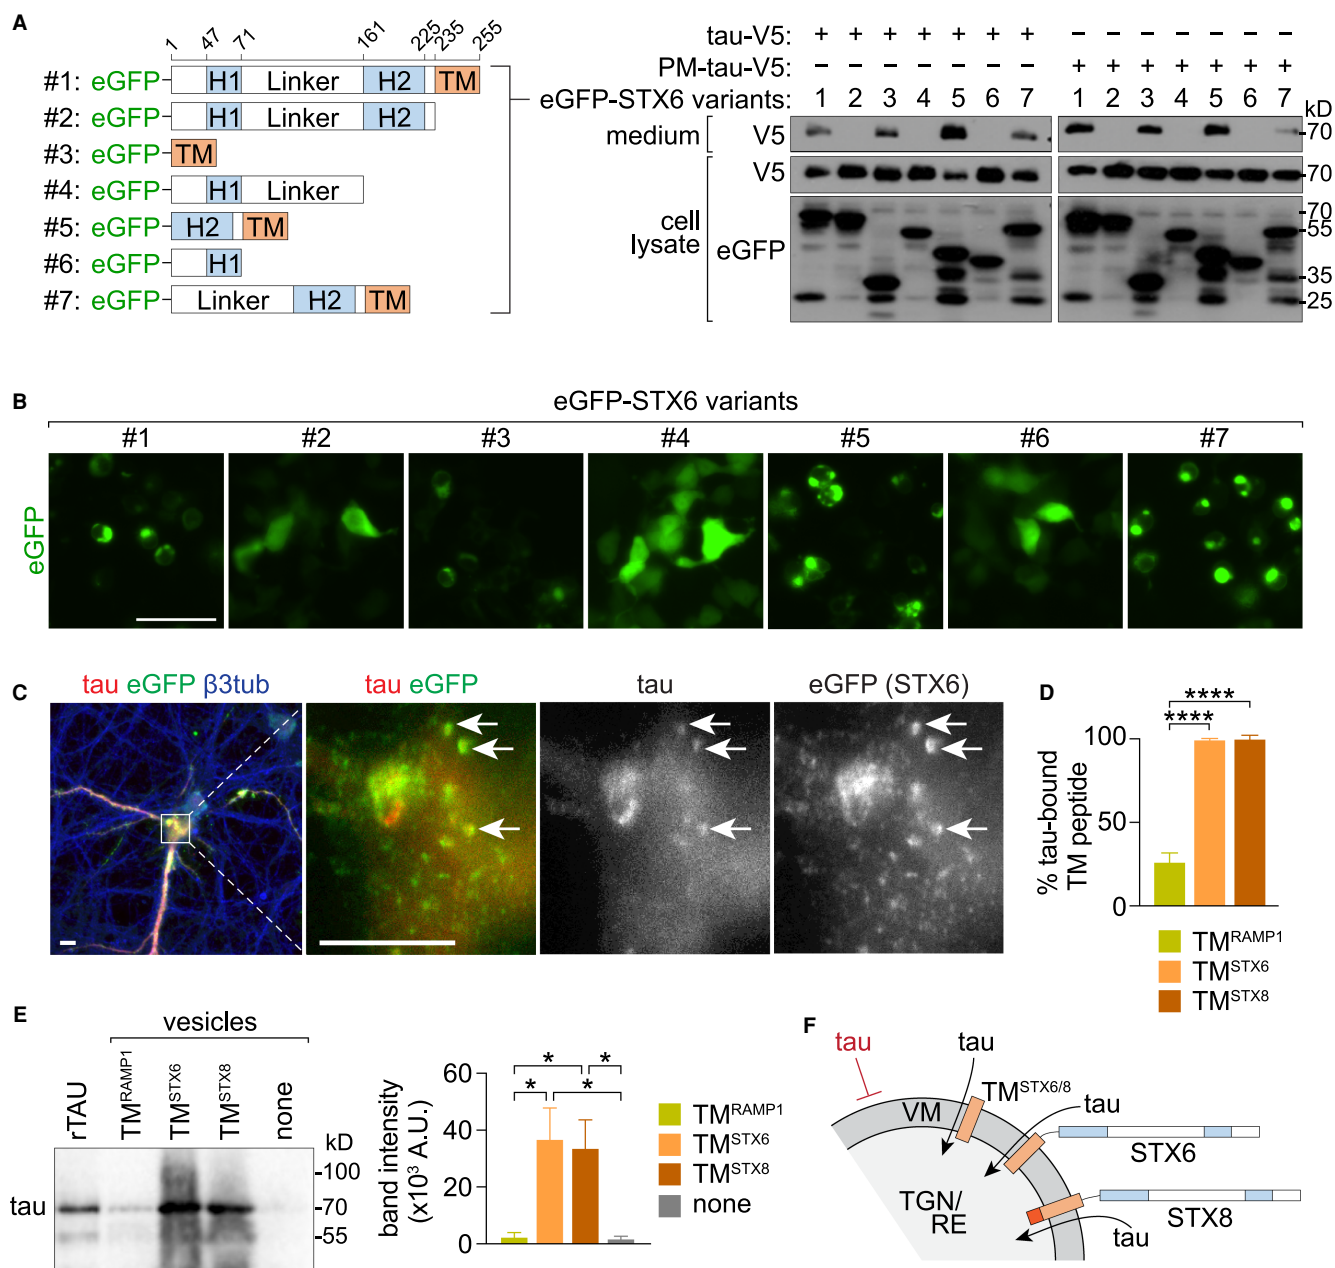 A
1 47 71 161 225 235 255
#1: eGFP H1 Linker H2 TM
#2: eGFP H1 Linker H2
#3: eGFP TM
#4: eGFP H1 Linker
#5: eGFP H2 TM
#6: eGFP H1
#7: eGFP Linker H2 TM
tau-V5: + + + + + + + – – – – – – –
PM-tau-V5: – – – – – – – + + + + + + +
eGFP-STX6 variants: 1 2 3 4 5 6 7 1 2 3 4 5 6 7 kD
medium V5 -70
V5 -70
cell lysate eGFP
-70
-55
-35
-25
B
eGFP-STX6 variants
#1 #2 #3 #4 #5 #6 #7
eGFP
C
tau eGFP β3tub
tau eGFP
tau
eGFP (STX6)
D
% tau-bound
TM peptide
100
50
0
****
****
TMRAMP1
TMSTX6
TMSTX8
E
vesicles
rTAU TMRAMP1 TMSTX6 TMSTX8 none kD
tau
-100
-70
-55
band intensity
(x10³ A.U.)
60
40
20
0
* *
* *
TMRAMP1
TMSTX6
TMSTX8
none
F
tau
tau
TMSTX6/8
VM
tau
STX6
TGN/
RE
STX8
tau